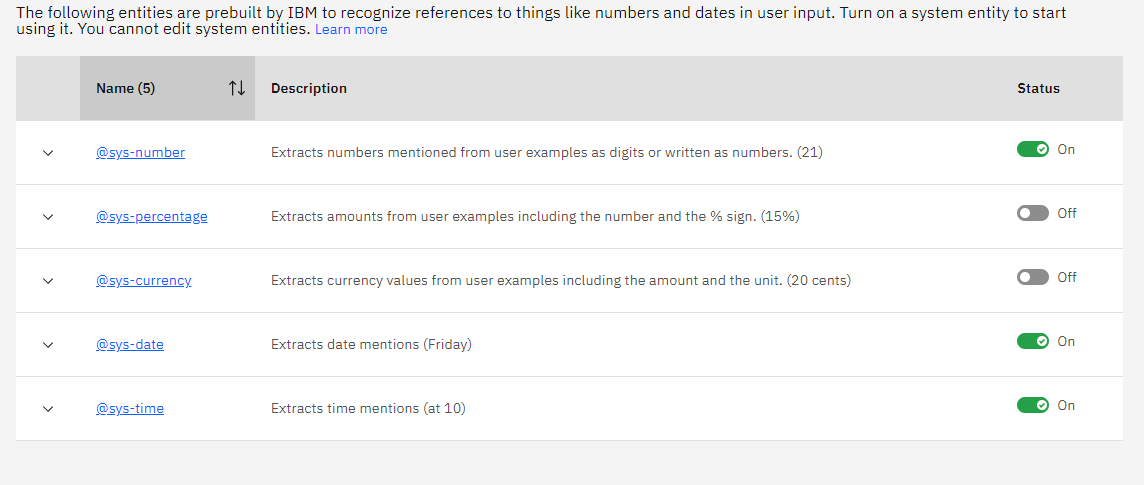 The following entities are prebuilt by IBM to recognize references to things like numbers and dates in user input. Turn on a system entity to start
using it. You cannot edit system entities. Learn more
Name (5) Description Status
@sys-number Extracts numbers mentioned from user examples as digits or written as numbers. (21) On
@sys-percentage Extracts amounts from user examples including the number and the % sign. (15%) Off
@sys-currency Extracts currency values from user examples including the amount and the unit. (20 cents) Off
@sys-date Extracts date mentions (Friday) On
@sys-time Extracts time mentions (at 10) On